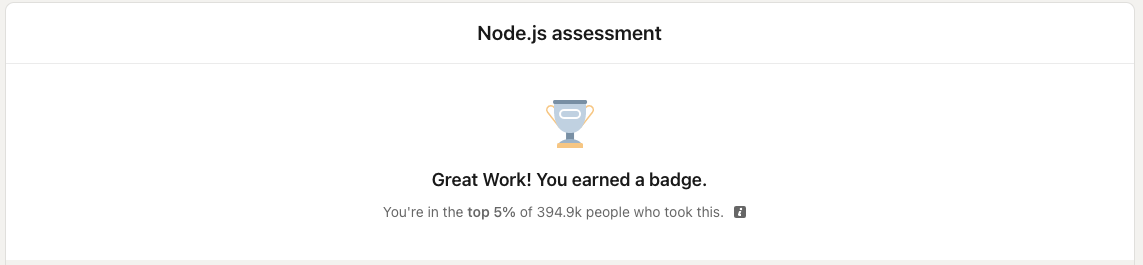 Node.js assessment
Great Work! You earned a badge.
You're in the top 5% of 394.9k people who took this.